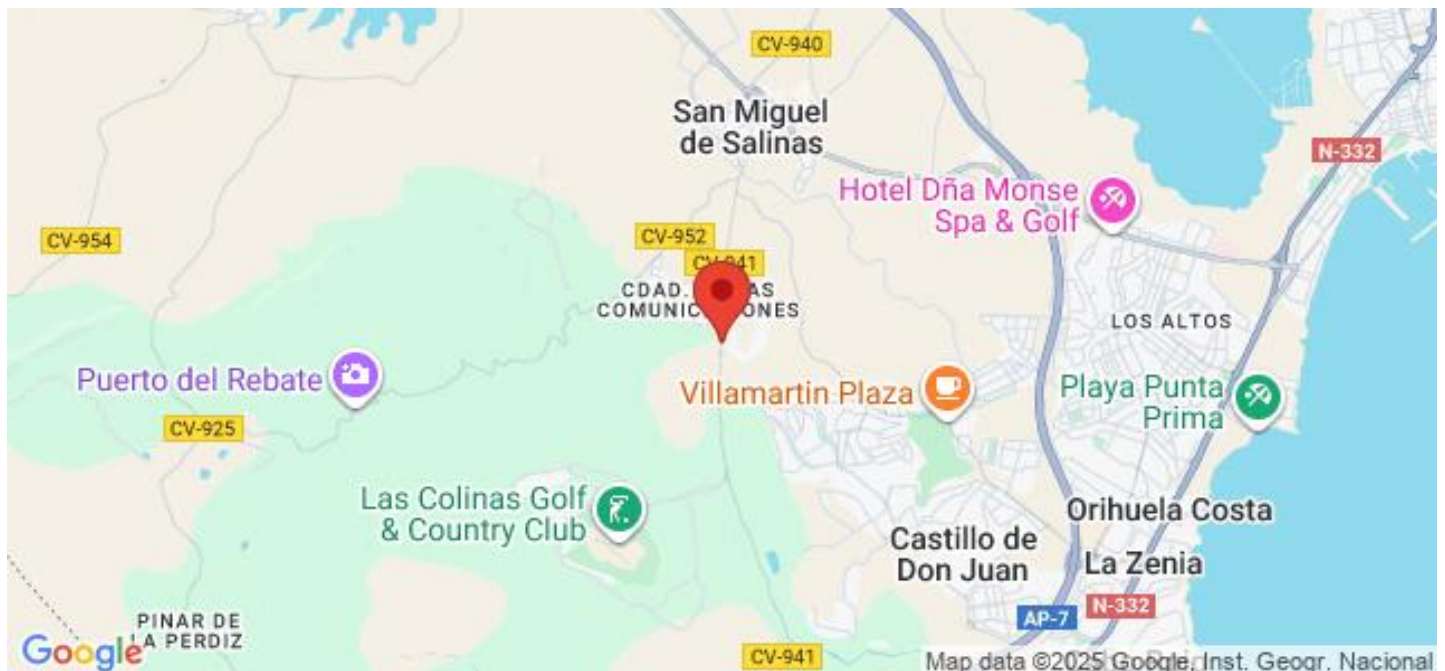 CV-940
San Miguel
de Salinas
N-332
Hotel Dña Monse
Spa & Golf
CV-954
CV-952
CV-941
CDAD.
COMUNIC
LOS ALTOS
Puerto del Rebate
Villamartin Plaza
Playa Punta
Prima
CV-925
Las Colinas Golf
& Country Club
Orihuela Costa
Castillo de
Don Juan
La Zenia
N-332
AP-7
PINAR DE
LA PERDIZ
Google
CV-941
Map data ©2025 Google, Inst. Geogr. Nacional